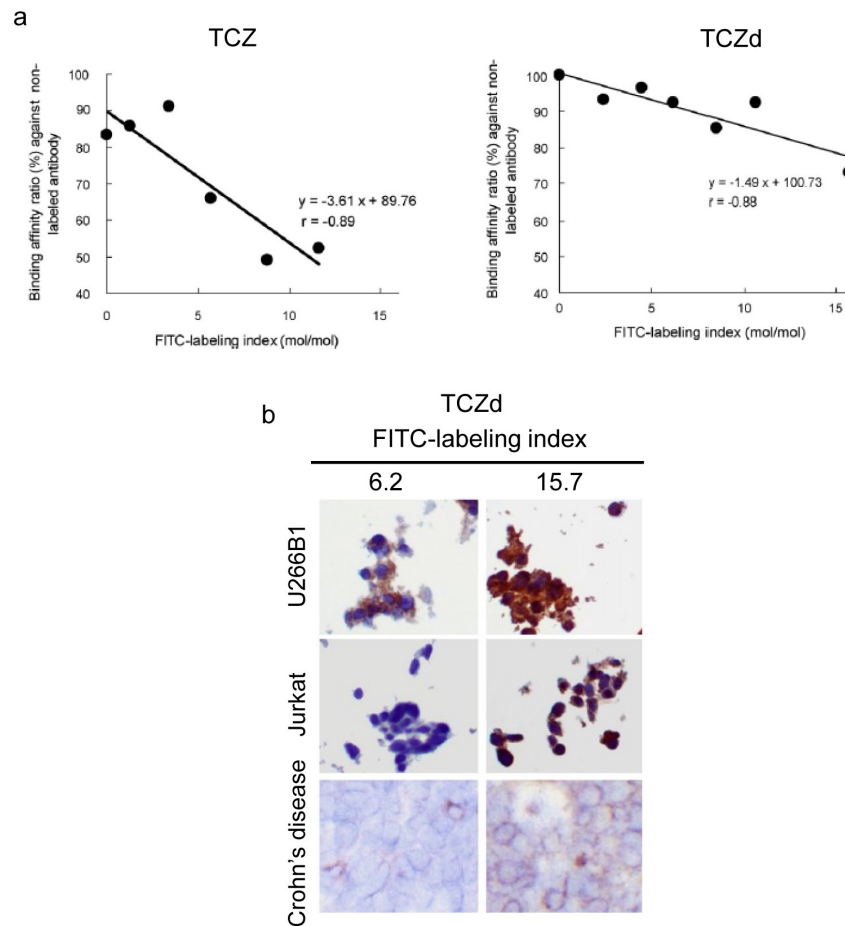 a
TCZ
Binding affinity ratio (%) against non-
labeled antibody
100
90
80
70
60
50
40
0
5
10
15
y = -3.61 x + 89.76
r = -0.89
FITC-labeling index (mol/mol)
TCZd
Binding affinity ratio (%) against non-
labeled antibody
100
90
80
70
60
50
40
0
5
10
15
y = -1.49 x + 100.73
r = -0.88
FITC-labeling index (mol/mol)
b
TCZd
FITC-labeling index
6.2
15.7
U266B1
Jurkat
Crohn's disease